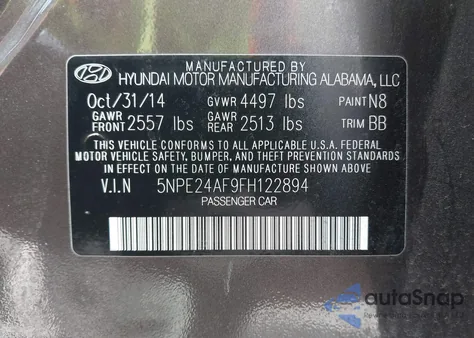 MANUFACTURED BY
HYUNDAI MOTOR MANUFACTURING ALABAMA, LLC
Oct/31/14 GVWR 4497 lbs PAINT N8
GAWR FRONT 2557 lbs GAWR REAR 2513 lbs TRIM BB
THIS VEHICLE CONFORMS TO ALL APPLICABLE U.S.A. FEDERAL
MOTOR VEHICLE SAFETY, BUMPER, AND THEFT PREVENTION STANDARDS
IN EFFECT ON THE DATE OF MANUFACTURE SHOWN ABOVE
V.I.N 5NPE24AF9FH122894
PASSENGER CAR
autoSnap